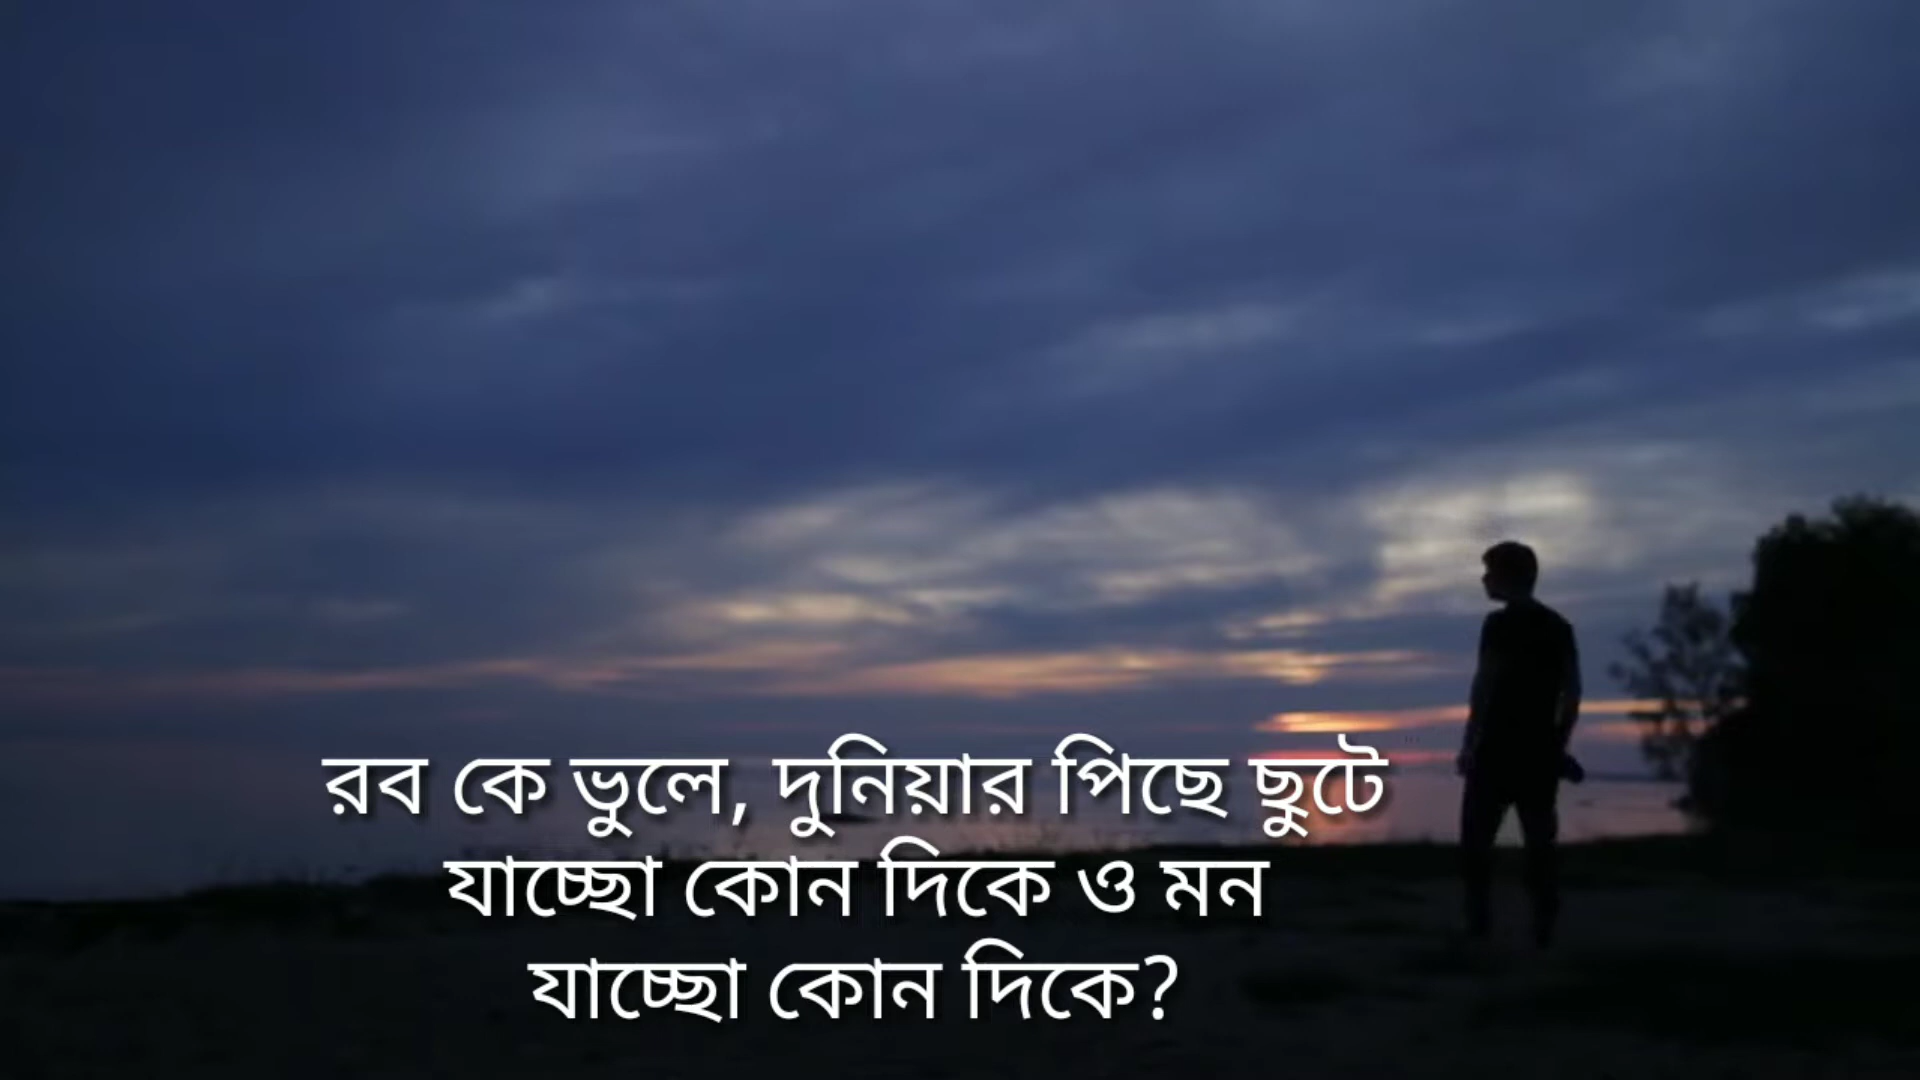 রব কে ভুলে, দুনিয়ার পিছে ছুটে
যাচ্ছো কোন দিকে ও মন
যাচ্ছো কোন দিকে?